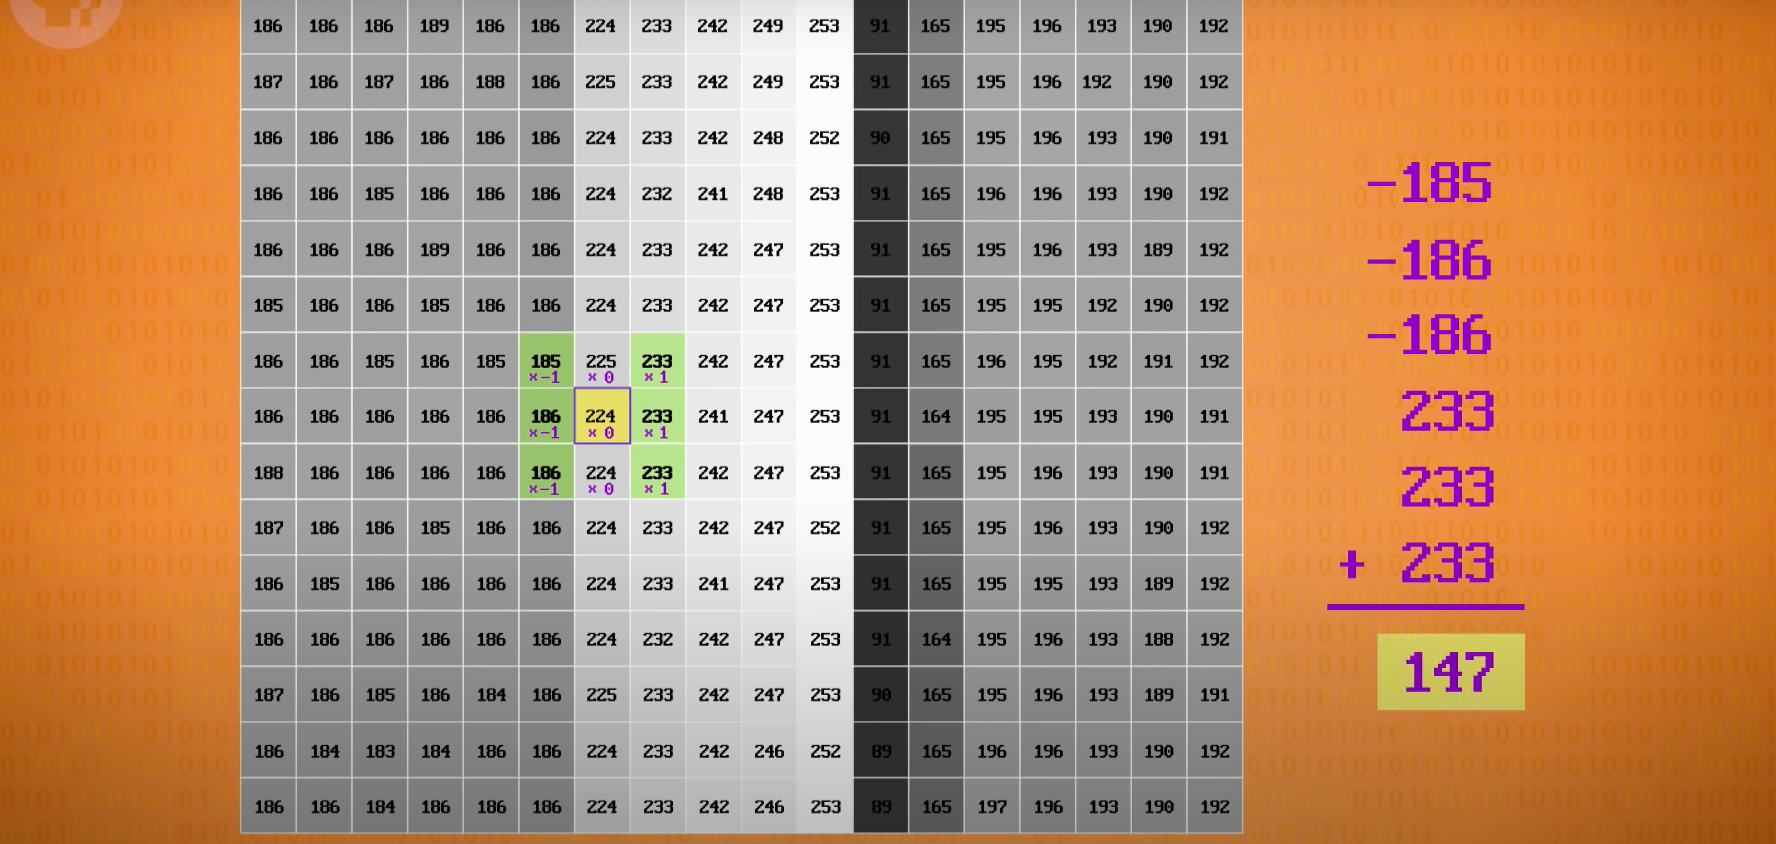 186 186 186 189 186 186 224 233 242 249 253 91 165 195 196 193 190 192
187 186 187 186 188 186 225 233 242 249 253 91 165 195 196 192 190 192
186 186 186 186 186 186 224 233 242 248 252 90 165 195 196 193 190 191
186 186 185 186 186 186 224 232 241 248 253 91 165 196 196 193 190 192
186 186 186 189 186 186 224 233 242 247 253 91 165 195 196 193 189 192
185 186 186 185 186 186 224 233 242 247 253 91 165 195 195 192 190 192
186 186 185 186 185 185 225 233 242 247 253 91 165 196 195 192 191 192
×-1 × 0 × 1
186 186 186 186 186 186 224 233 241 247 253 91 164 195 195 193 190 191
×-1 × 0 × 1
188 186 186 186 186 186 224 233 242 247 253 91 165 195 196 193 190 191
×-1 × 0 × 1
187 186 186 185 186 186 224 233 242 247 252 91 165 195 196 193 190 192
186 185 186 186 186 186 224 233 241 247 253 91 165 195 195 193 189 192
186 186 186 186 186 186 224 232 242 247 253 91 164 195 196 193 188 192
187 186 185 186 184 186 225 233 242 247 253 90 165 195 196 193 189 191
186 184 183 184 186 186 224 233 242 246 252 89 165 196 196 193 190 192
186 186 184 186 186 186 224 233 242 246 253 89 165 197 196 193 190 192
-185
-186
-186
233
233
+ 233
147